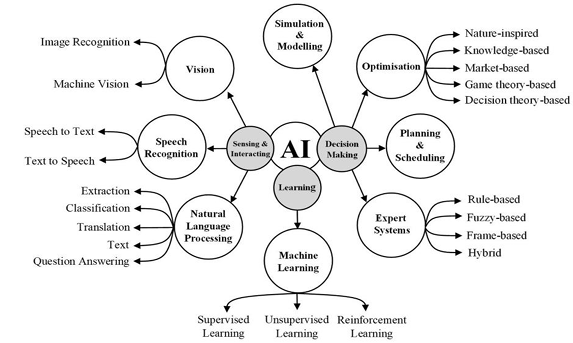 Simulation
&
Modelling
Image Recognition
Machine Vision
Vision
Optimisation
Nature-inspired
Knowledge-based
Market-based
Game theory-based
Decision theory-based
Speech to Text
Text to Speech
Speech
Recognition
Sensing &
Interacting
AI
Decision
Making
Planning
&
Scheduling
Learning
Extraction
Classification
Translation
Text
Question Answering
Natural
Language
Processing
Expert
Systems
Rule-based
Fuzzy-based
Frame-based
Hybrid
Machine
Learning
Supervised
Learning
Unsupervised
Learning
Reinforcement
Learning